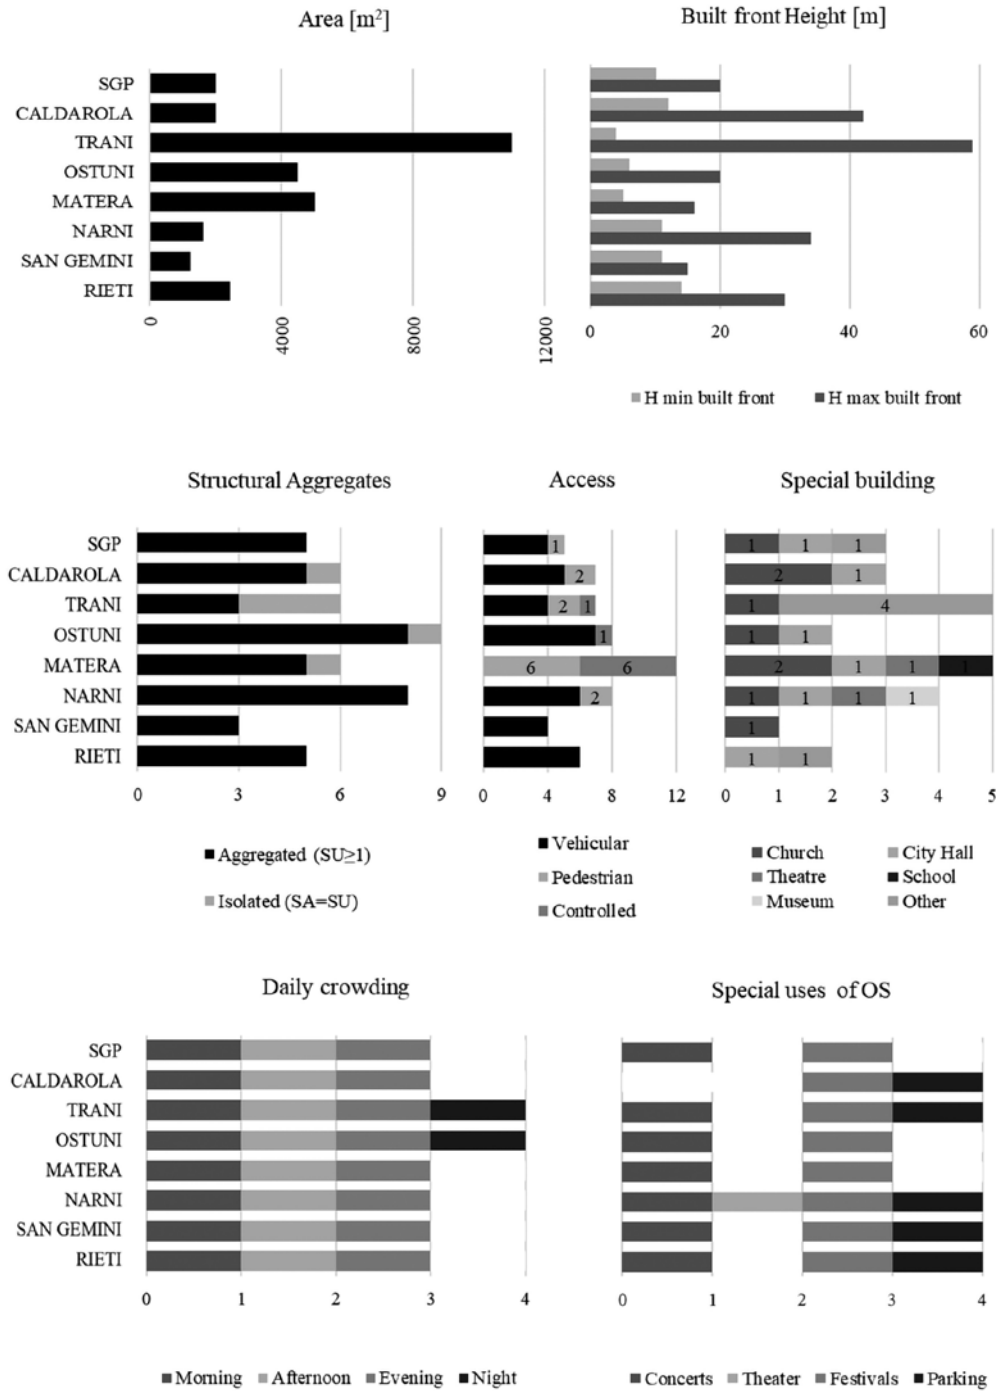 Area [m²]
Built front Height [m]
SGP
CALDAROLA
TRANI
OSTUNI
MATERA
NARNI
SAN GEMINI
RIETI
0 4000 8000 12000
0 20 40 60
H min built front H max built front
Structural Aggregates
Access
Special building
SGP 1 1 1 1
CALDAROLA 2 2 1
TRANI 2 1 1 4
OSTUNI 1 1 1
MATERA 6 6 2 1 1 1
NARNI 2 1 1 1 1
SAN GEMINI 1
RIETI 1 1
0 3 6 9
0 4 8 12
0 1 2 3 4 5
Aggregated (SU≥1)
Isolated (SA=SU)
Vehicular
Pedestrian
Controlled
Church City Hall
Theatre School
Museum Other
Daily crowding
Special uses of OS
SGP
CALDAROLA
TRANI
OSTUNI
MATERA
NARNI
SAN GEMINI
RIETI
0 1 2 3 4
0 1 2 3 4
Morning Afternoon Evening Night
Concerts Theater Festivals Parking